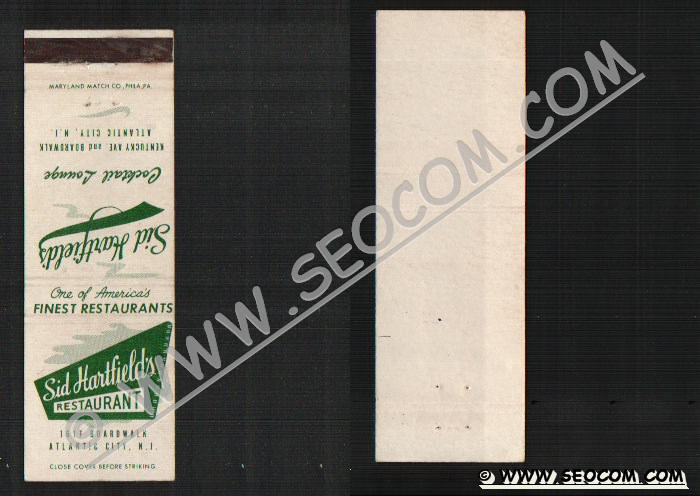 MARYLAND MATCH CO., PHILA., PA.
ATLANTIC CITY, N.J.
KENTUCKY AVE and BOARDWALK
Cocktail Lounge
Sid Hartfield's
One of America's
FINEST RESTAURANTS
Sid Hartfield's
RESTAURANT
BOARDWALK
ATLANTIC CITY, N.J.
CLOSE COVER BEFORE STRIKING
© WWW.SEOCOM.COM
© WWW.SEOCOM.COM